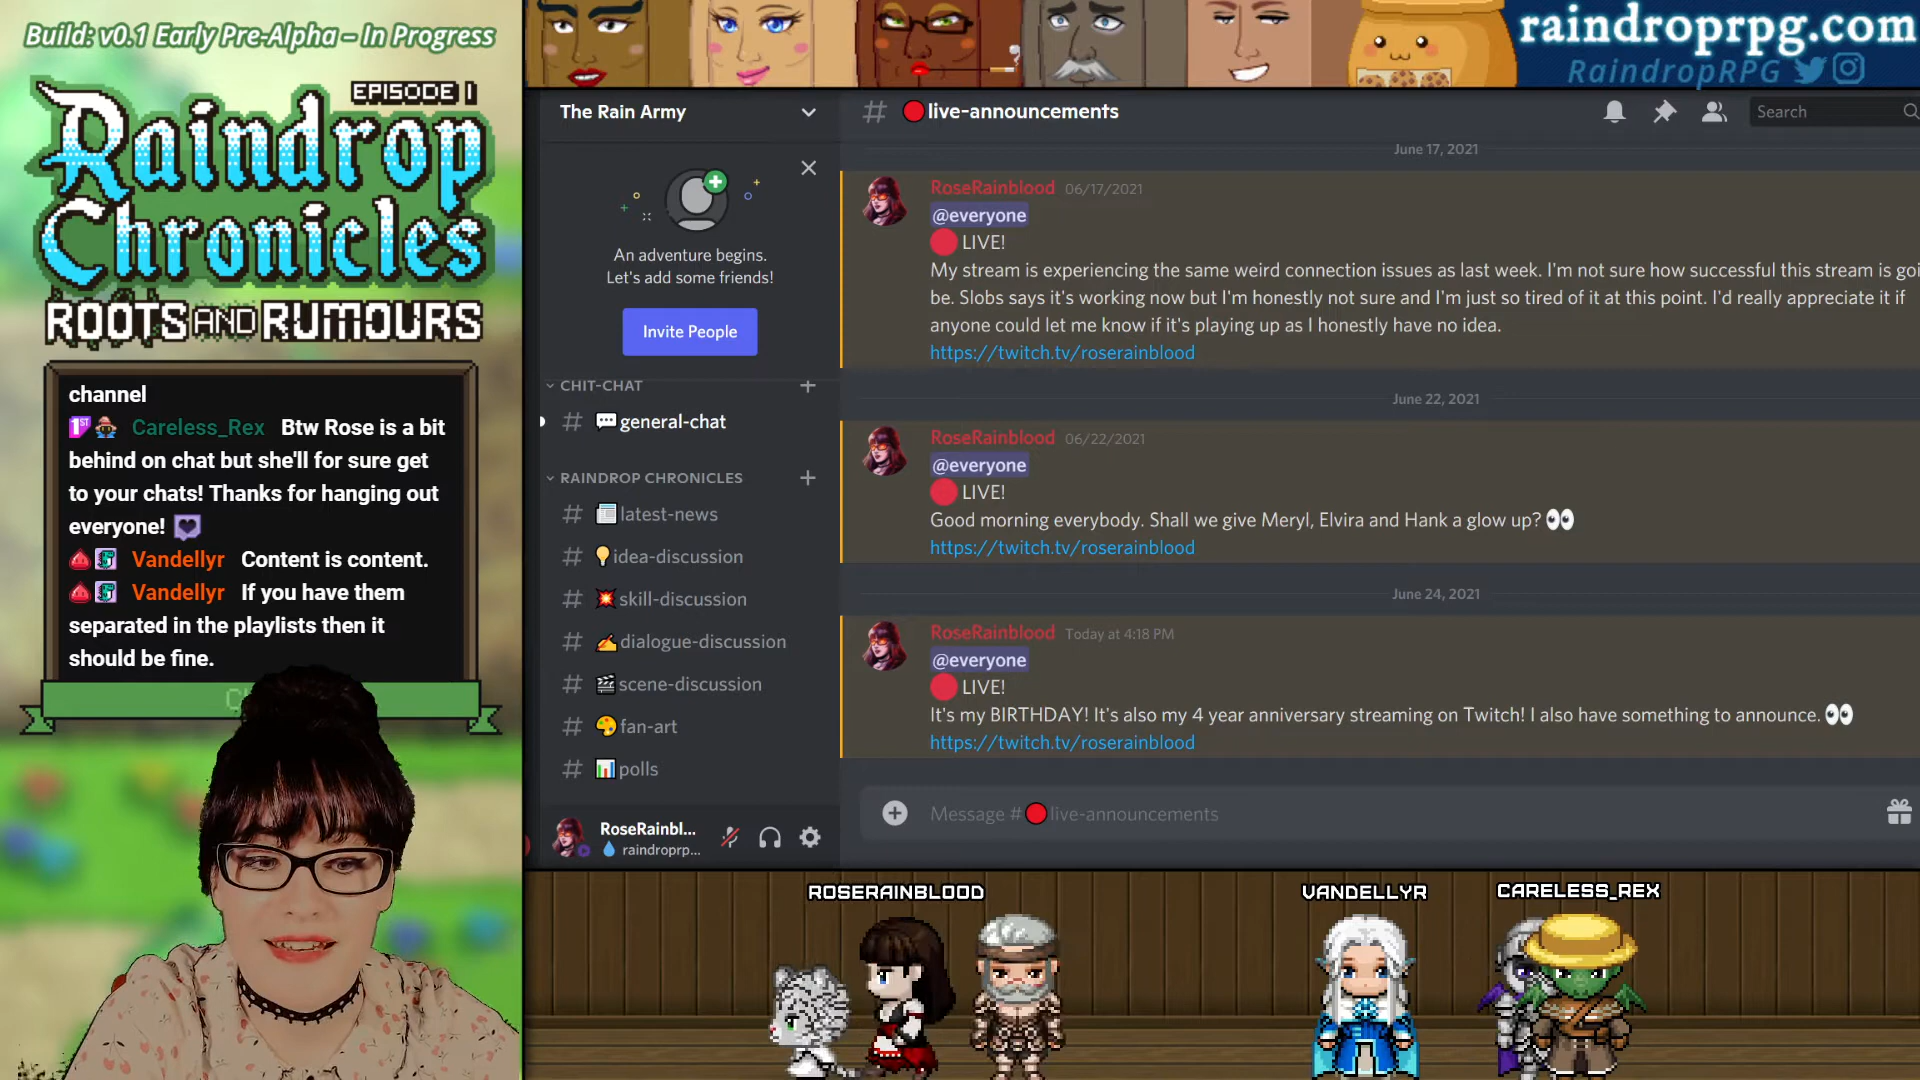 Build: v0.1 Early Pre-Alpha – In Progress
EPISODE I
Raindrop
Chronicles
ROOTS AND RUMOURS
channel
Careless_Rex Btw Rose is a bit
behind on chat but she'll for sure get
to your chats! Thanks for hanging out
everyone!
Vandellyr Content is content.
Vandellyr If you have them
separated in the playlists then it
should be fine.
raindroprpg.com
RaindropRPG
The Rain Army
An adventure begins.
Let's add some friends!
Invite People
CHIT-CHAT
general-chat
RAINDROP CHRONICLES
latest-news
idea-discussion
skill-discussion
dialogue-discussion
scene-discussion
fan-art
polls
RoseRainbl...
raindroprp...
# live-announcements
Search
June 17, 2021
RoseRainblood 06/17/2021
@everyone
LIVE!
My stream is experiencing the same weird connection issues as last week. I'm not sure how successful this stream is goi
be. Slobs says it's working now but I'm honestly not sure and I'm just so tired of it at this point. I'd really appreciate it if
anyone could let me know if it's playing up as I honestly have no idea.
https://twitch.tv/roserainblood
June 22, 2021
RoseRainblood 06/22/2021
@everyone
LIVE!
Good morning everybody. Shall we give Meryl, Elvira and Hank a glow up?
https://twitch.tv/roserainblood
June 24, 2021
RoseRainblood Today at 4:18 PM
@everyone
LIVE!
It's my BIRTHDAY! It's also my 4 year anniversary streaming on Twitch! I also have something to announce.
https://twitch.tv/roserainblood
Message # live-announcements
ROSERAINBLOOD
VANDELLYR
CARELESS_REX